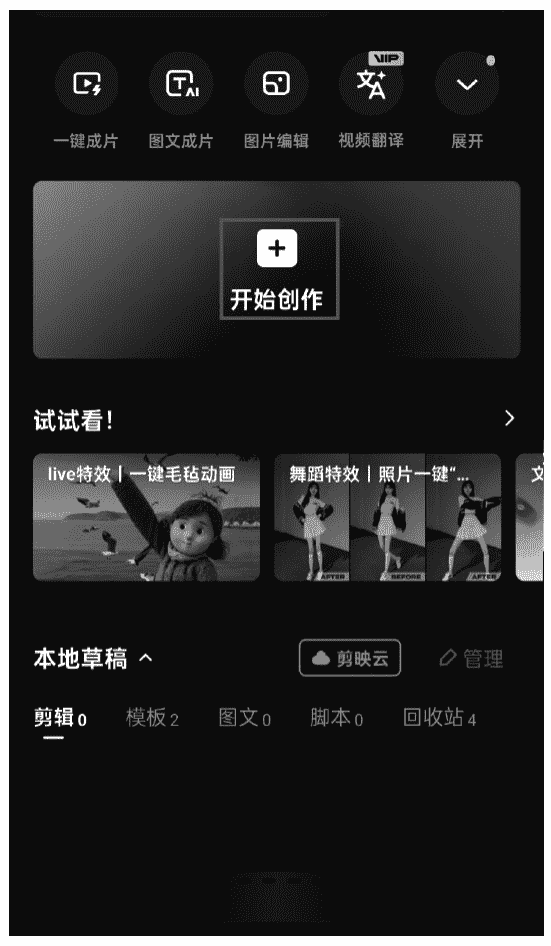 VIP
一键成片
图文成片
图片编辑
视频翻译
展开
开始创作
试试看!
live特效丨一键毛毡动画
舞蹈特效丨照片一键“...
AFTER
BEFORE
AFTER
本地草稿
剪映云
管理
剪辑 0
模板 2
图文 0
脚本 0
回收站 4